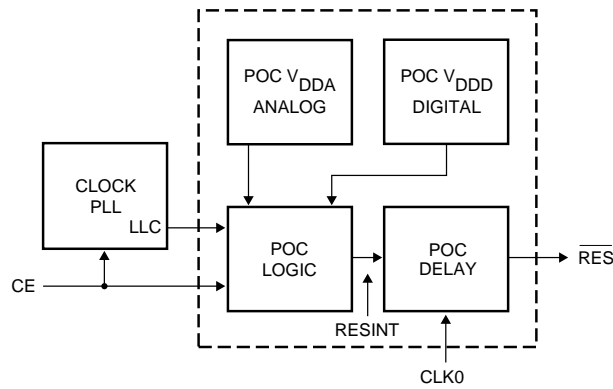 POC VDDA
ANALOG
POC VDDD
DIGITAL
CLOCK
PLL
LLC
POC
LOGIC
POC
DELAY
RES
CE
RESINT
CLK0